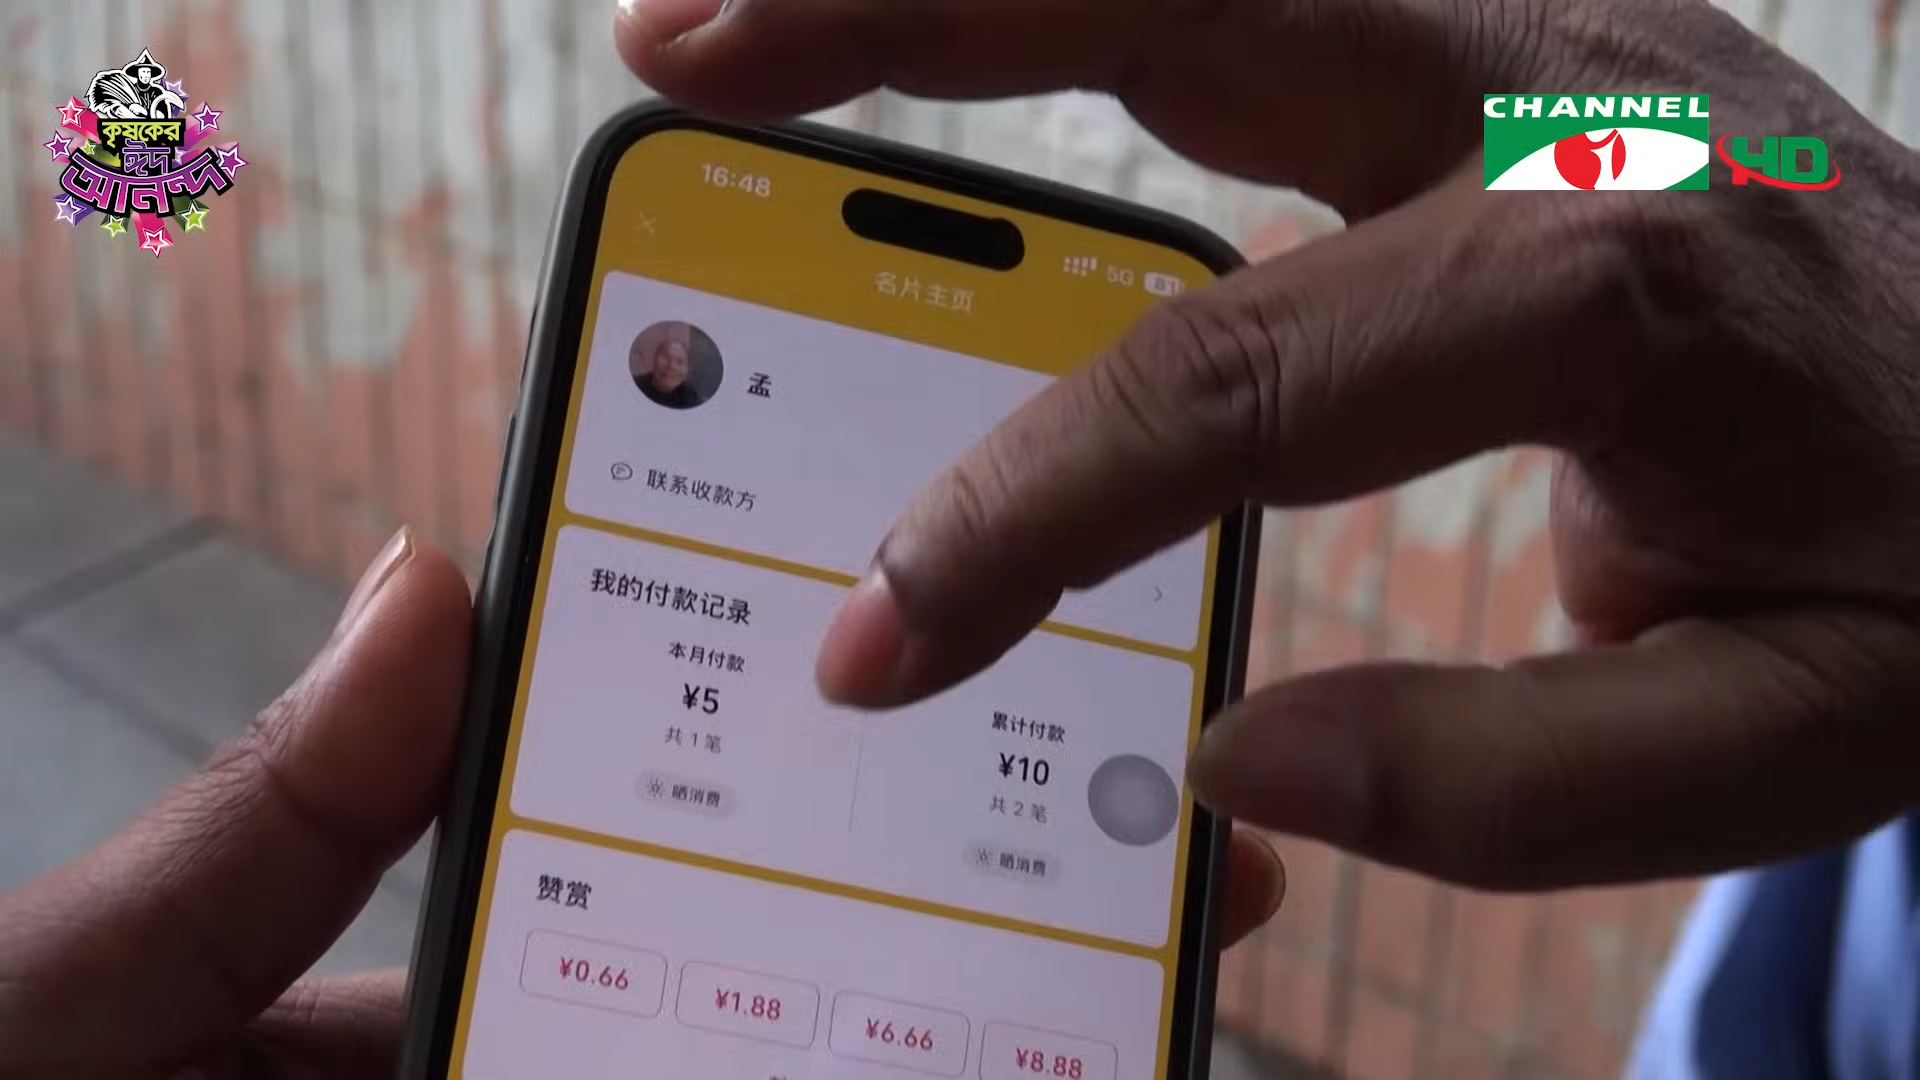 কৃষকের
ঈদ
আনন্দ
CHANNEL
HD
16:48
5G 81
名片主页
孟
联系收款方
我的付款记录
本月付款
¥5
共 1 笔
晒消费
累计付款
¥10
共 2 笔
晒消费
赞赏
¥0.66
¥1.88
¥6.66
¥8.88